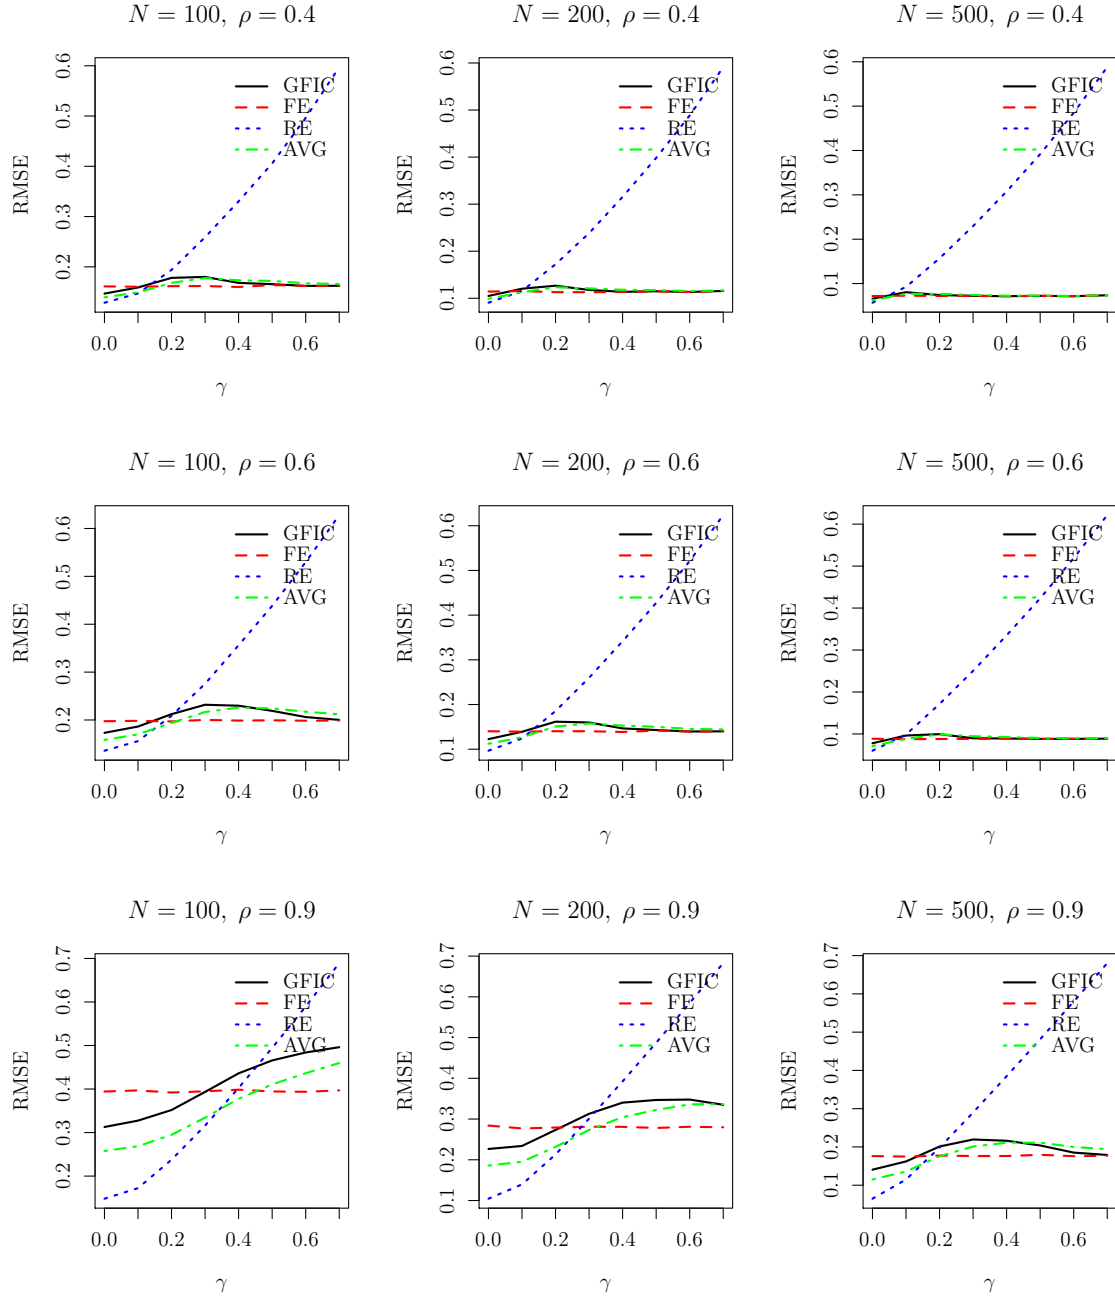 N = 100, ρ = 0.4
RMSE
0.2 0.3 0.4 0.5 0.6
GFIC
FE
RE
AVG
0.0 0.2 0.4 0.6
γ
N = 200, ρ = 0.4
RMSE
0.1 0.2 0.3 0.4 0.5 0.6
GFIC
FE
RE
AVG
0.0 0.2 0.4 0.6
γ
N = 500, ρ = 0.4
RMSE
0.1 0.2 0.3 0.4 0.5 0.6
GFIC
FE
RE
AVG
0.0 0.2 0.4 0.6
γ
N = 100, ρ = 0.6
RMSE
0.2 0.3 0.4 0.5 0.6
GFIC
FE
RE
AVG
0.0 0.2 0.4 0.6
γ
N = 200, ρ = 0.6
RMSE
0.1 0.2 0.3 0.4 0.5 0.6
GFIC
FE
RE
AVG
0.0 0.2 0.4 0.6
γ
N = 500, ρ = 0.6
RMSE
0.1 0.2 0.3 0.4 0.5 0.6
GFIC
FE
RE
AVG
0.0 0.2 0.4 0.6
γ
N = 100, ρ = 0.9
RMSE
0.2 0.3 0.4 0.5 0.6 0.7
GFIC
FE
RE
AVG
0.0 0.2 0.4 0.6
γ
N = 200, ρ = 0.9
RMSE
0.1 0.2 0.3 0.4 0.5 0.6 0.7
GFIC
FE
RE
AVG
0.0 0.2 0.4 0.6
γ
N = 500, ρ = 0.9
RMSE
0.1 0.2 0.3 0.4 0.5 0.6 0.7
GFIC
FE
RE
AVG
0.0 0.2 0.4 0.6
γ